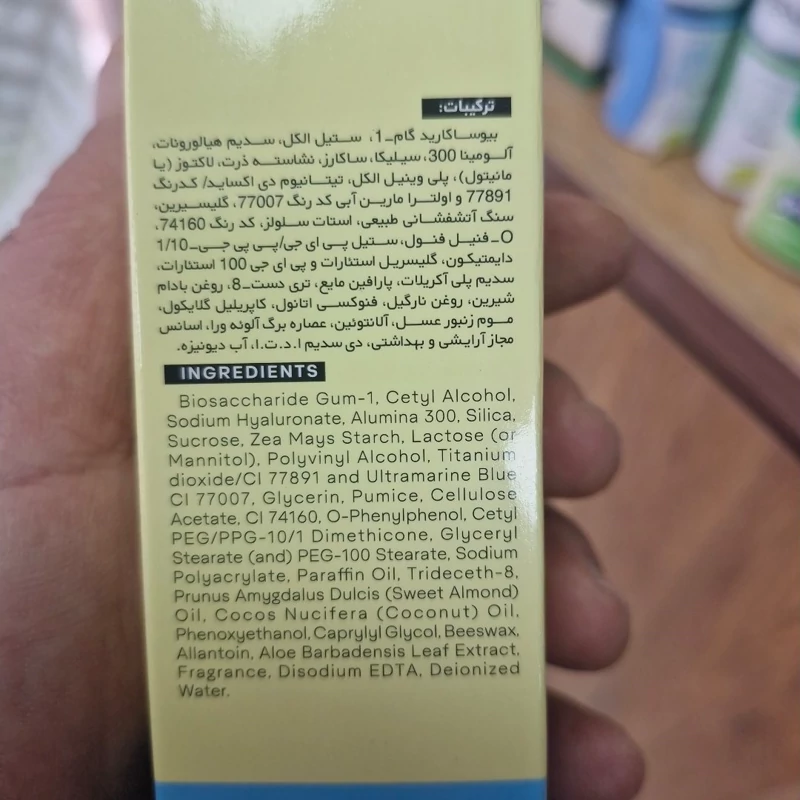 ترکیبات:
بیوساکارید گام-1، ستیل الکل، سدیم هیالورونات،
آلومینا 300، سیلیکا، ساکارز، نشاسته ذرت، لاکتوز (یا
مانیتول)، پلی وینیل الکل، تیتانیوم دی اکساید/ کدرنگ
77891 و اولترا مارین آبی کد رنگ 77007، گلیسیرین،
سنگ آتشفشانی طبیعی، استات سلولز، کد رنگ 74160،
O-فنیل فنول، ستیل پی ای جی/پی پی جی-1/10
دایمتیکون، گلیسریل استئارات و پی ای جی 100 استئارات،
سدیم پلی آکریلات، پارافین مایع، تری دست-8، روغن بادام
شیرین، روغن نارگیل، فنوکسی اتانول، کاپریلیل گلایکول،
موم زنبور عسل، آلانتوئین، عصاره برگ آلوئه ورا، اسانس
مجاز آرایشی و بهداشتی، دی سدیم ا.د.ت.ا، آب دیونیزه.
INGREDIENTS
Biosaccharide Gum-1, Cetyl Alcohol,
Sodium Hyaluronate, Alumina 300, Silica,
Sucrose, Zea Mays Starch, Lactose (or
Mannitol), Polyvinyl Alcohol, Titanium
dioxide/CI 77891 and Ultramarine Blue
CI 77007, Glycerin, Pumice, Cellulose
Acetate, CI 74160, O-Phenylphenol, Cetyl
PEG/PPG-10/1 Dimethicone, Glyceryl
Stearate (and) PEG-100 Stearate, Sodium
Polyacrylate, Paraffin Oil, Trideceth-8,
Prunus Amygdalus Dulcis (Sweet Almond)
Oil, Cocos Nucifera (Coconut) Oil,
Phenoxyethanol, Caprylyl Glycol, Beeswax,
Allantoin, Aloe Barbadensis Leaf Extract,
Fragrance, Disodium EDTA, Deionized
Water.